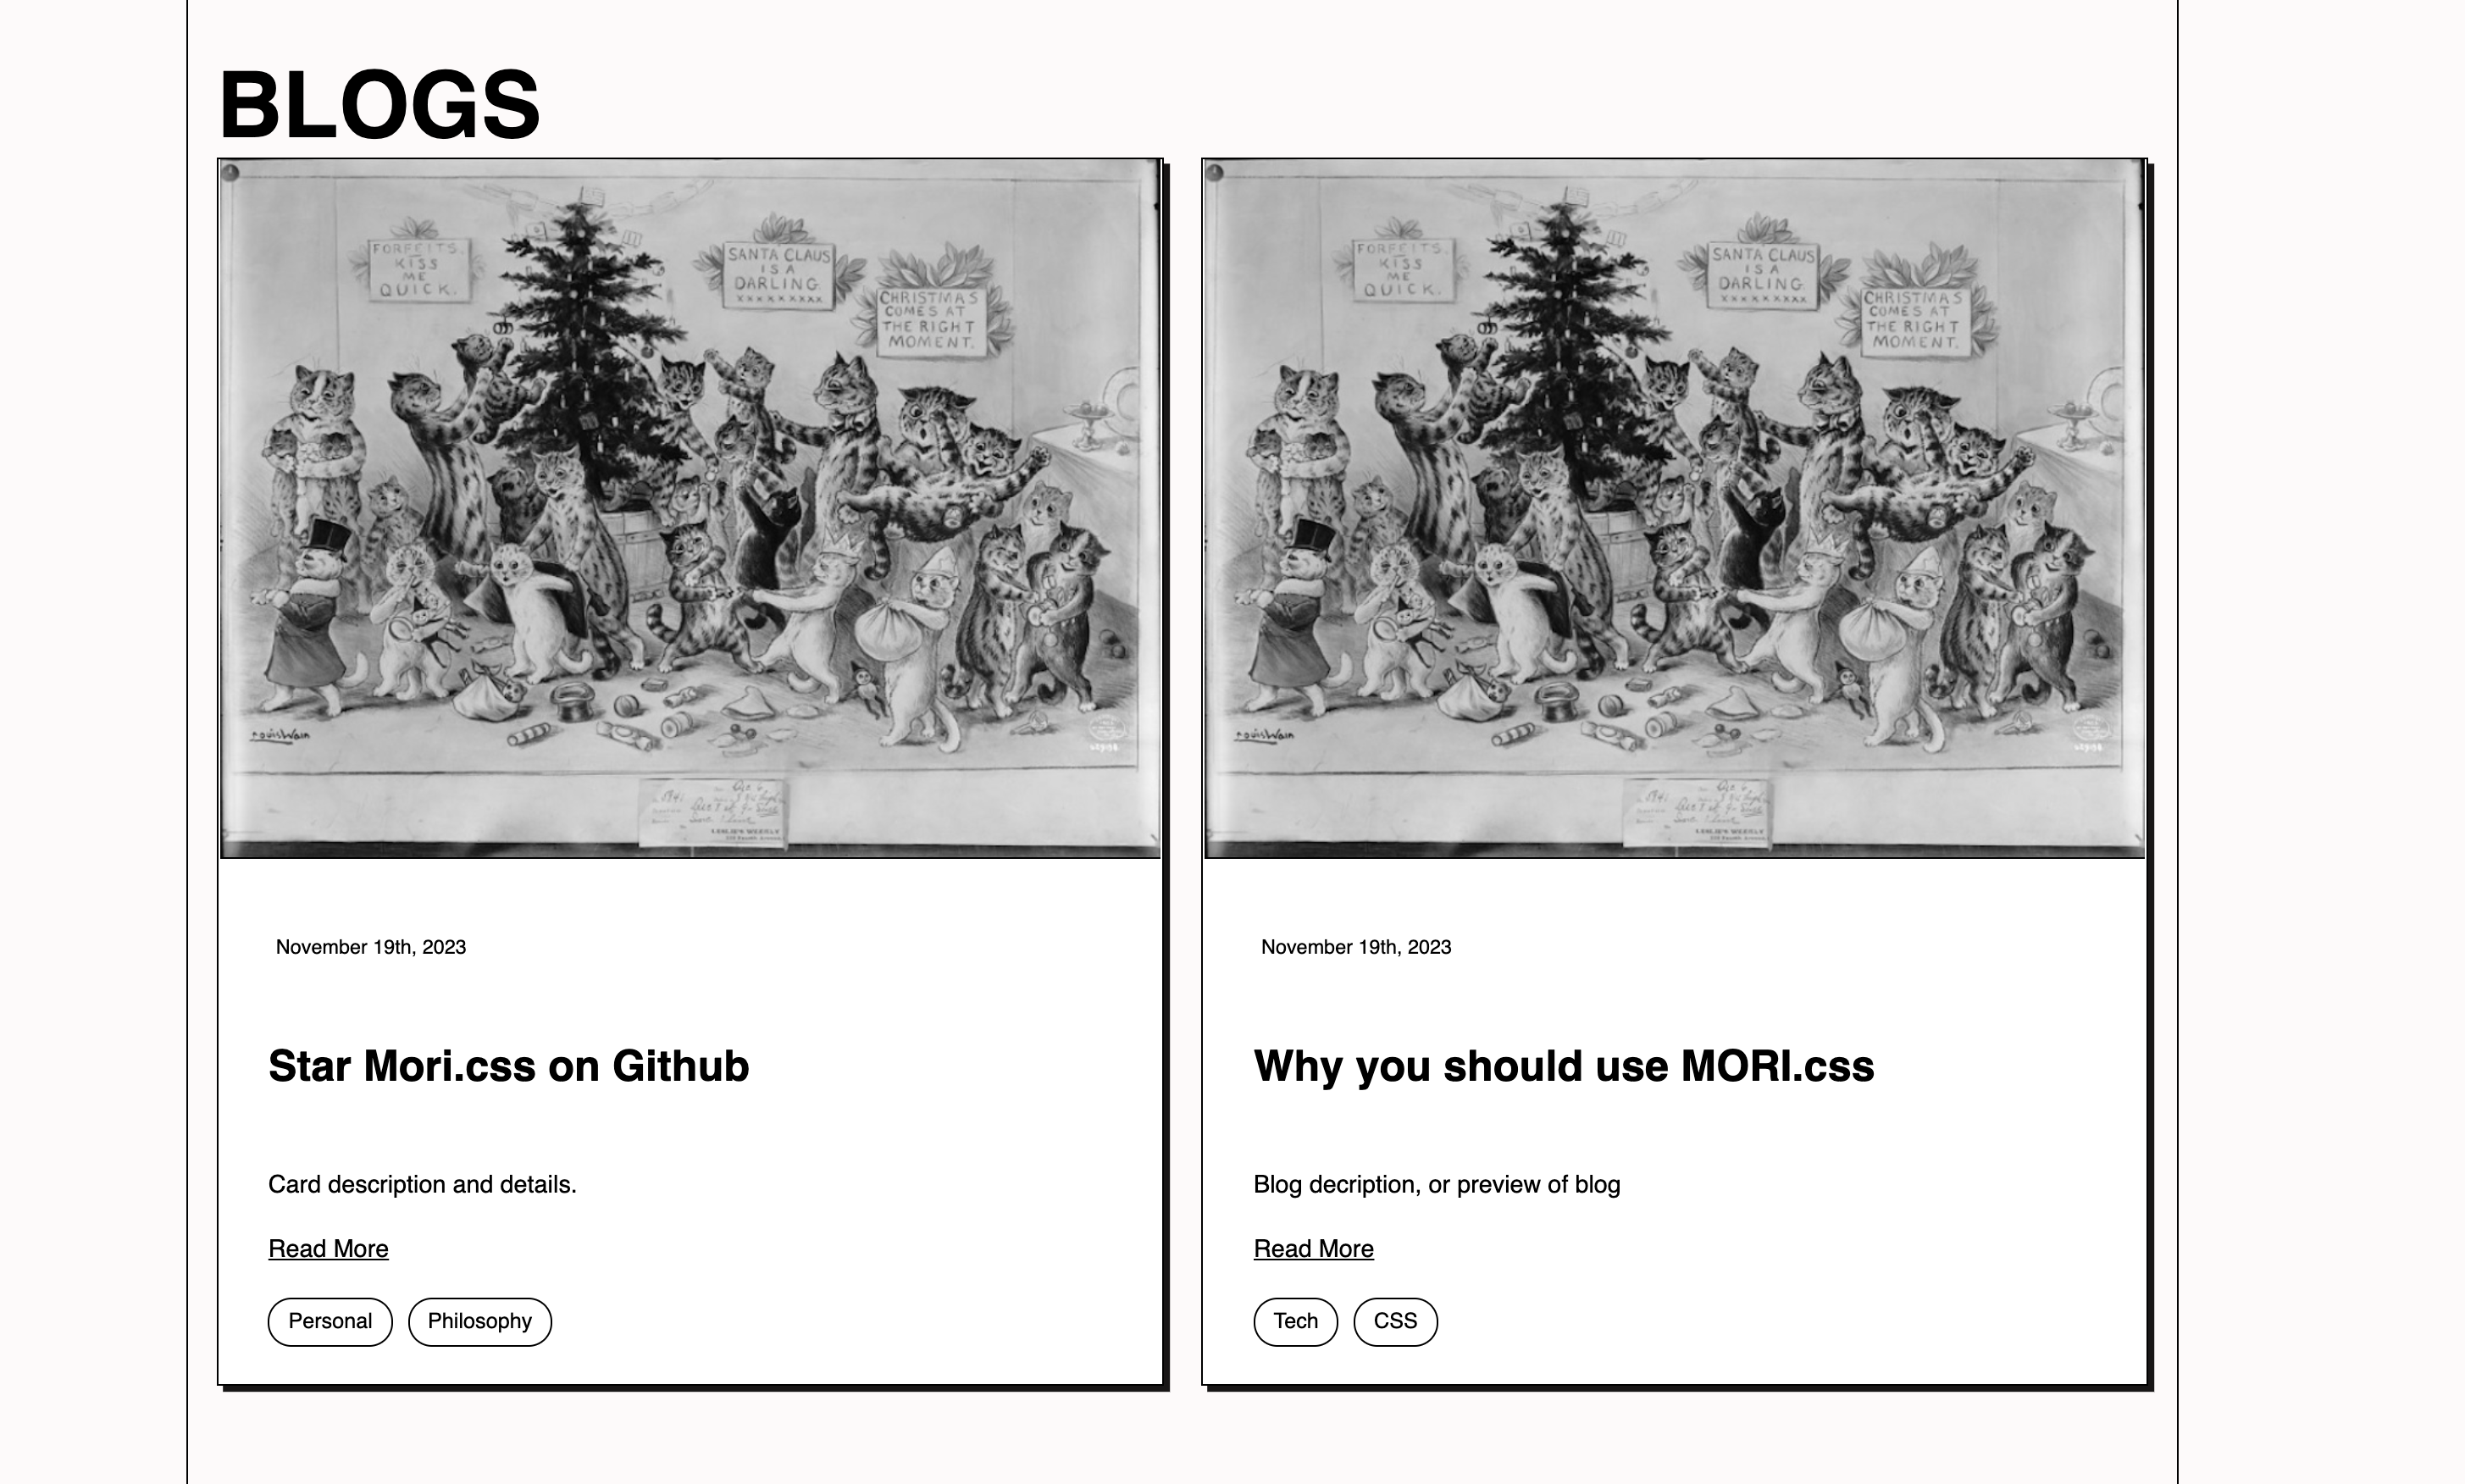 BLOGS
FORFEITS.
KISS
ME
QUICK.
SANTA CLAUS
IS A
DARLING
xxxxxxxxx
CHRISTMAS
COMES AT
THE RIGHT
MOMENT.
Louis Wain
LESLIE'S WEEKLY
November 19th, 2023
Star Mori.css on Github
Card description and details.
Read More
Personal
Philosophy
FORFEITS.
KISS
ME
QUICK.
SANTA CLAUS
IS A
DARLING
xxxxxxxxx
CHRISTMAS
COMES AT
THE RIGHT
MOMENT.
Louis Wain
LESLIE'S WEEKLY
November 19th, 2023
Why you should use MORI.css
Blog decription, or preview of blog
Read More
Tech
CSS